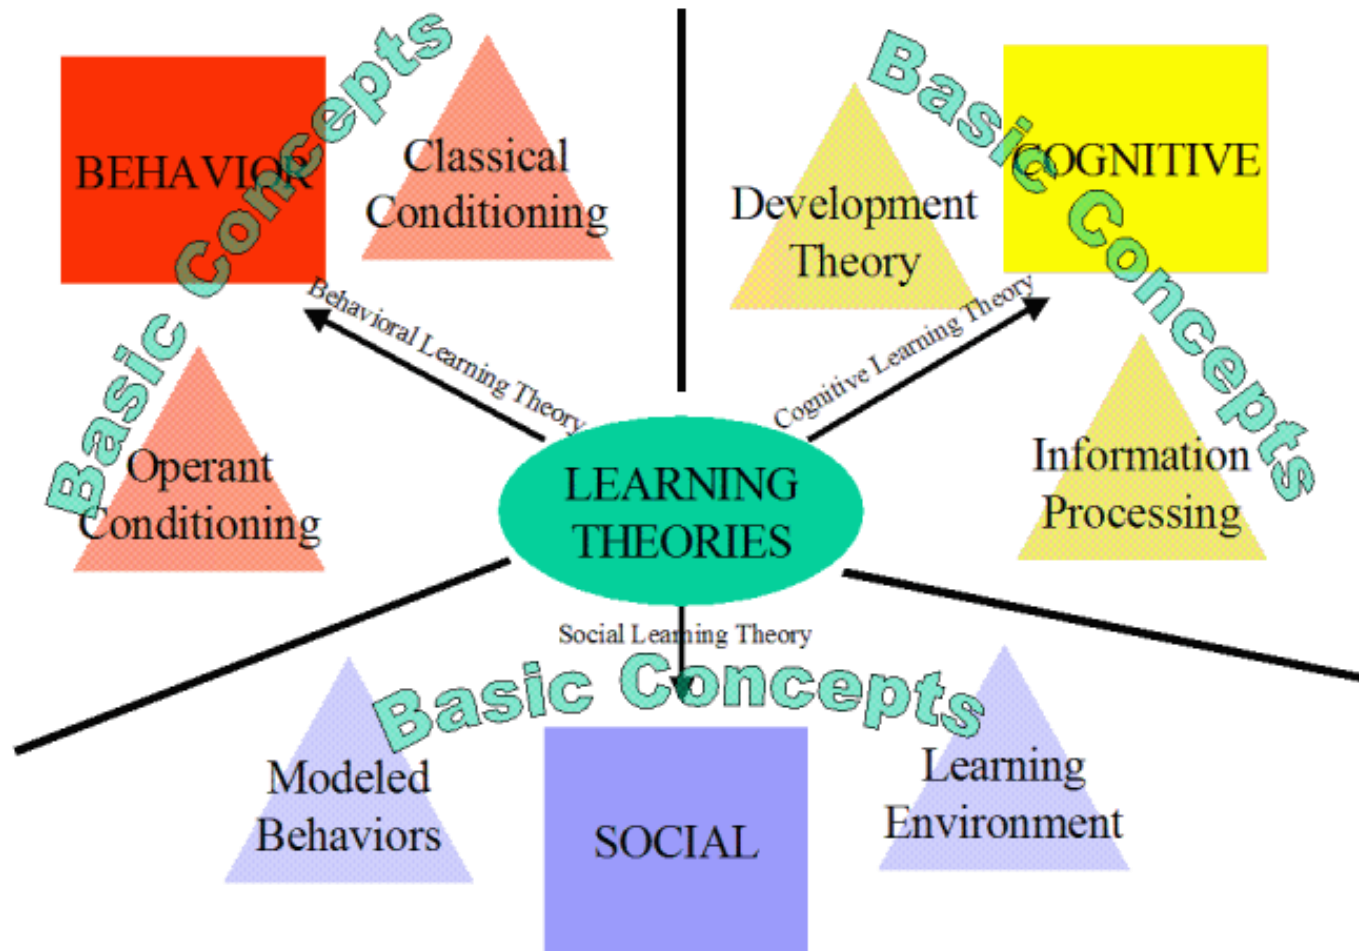 BEHAVIOR
Basic Concepts
Classical
Conditioning
Operant
Conditioning
Behavioral Learning Theory
Basic Concepts
COGNITIVE
Development
Theory
Information
Processing
Cognitive Learning Theory
LEARNING
THEORIES
Social Learning Theory
Basic Concepts
Modeled
Behaviors
SOCIAL
Learning
Environment